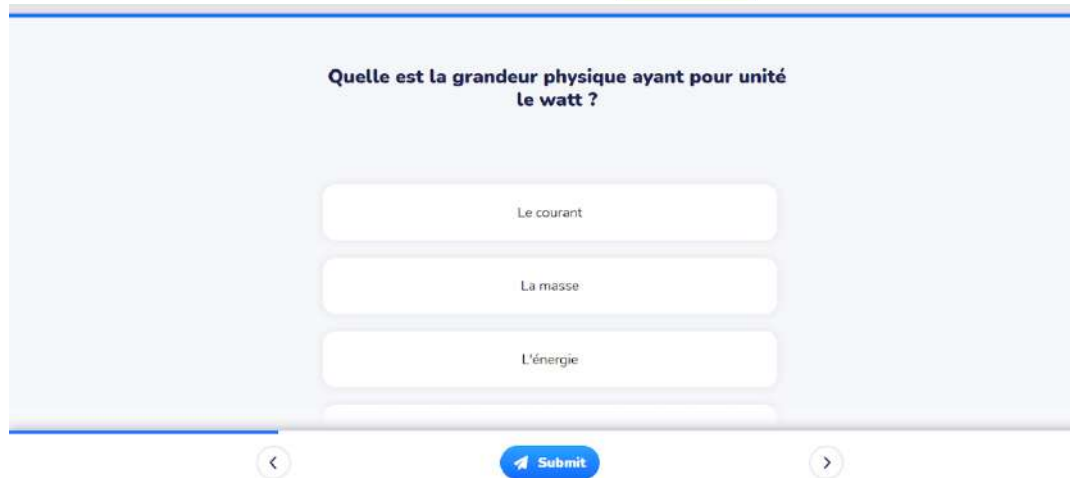 Quelle est la grandeur physique ayant pour unité
le watt ?
Le courant
La masse
L'énergie
Submit